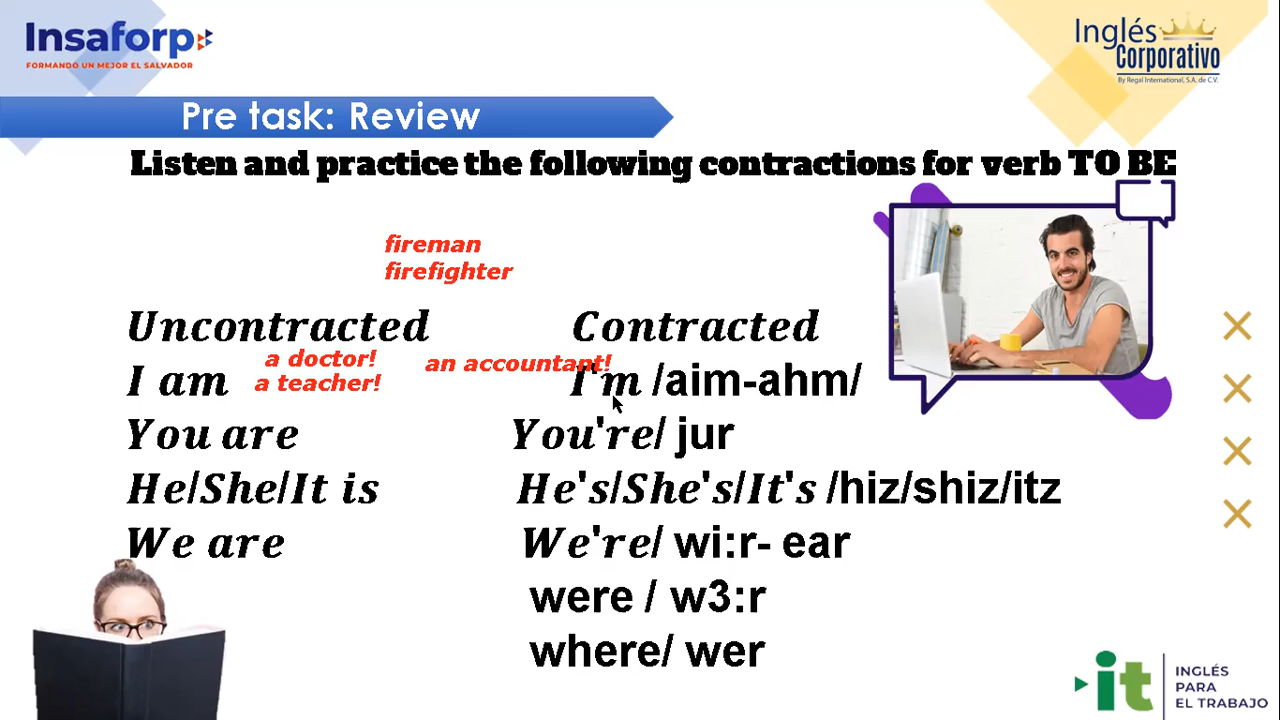 Insaforp
FORMANDO UN MEJOR EL SALVADOR
Inglés
Corporativo
By Regal International, S.A. de C.V.
Pre task: Review
Listen and practice the following contractions for verb TO BE
fireman
firefighter
Uncontracted Contracted
a doctor! an accountant!
I am a teacher! I'm /aim-ahm/
You are You're/ jur
He/She/It is He's/She's/It's /hiz/shiz/itz
We are We're/ wi:r- ear
were / w3:r
where/ wer
it
INGLÉS
PARA
EL TRABAJO